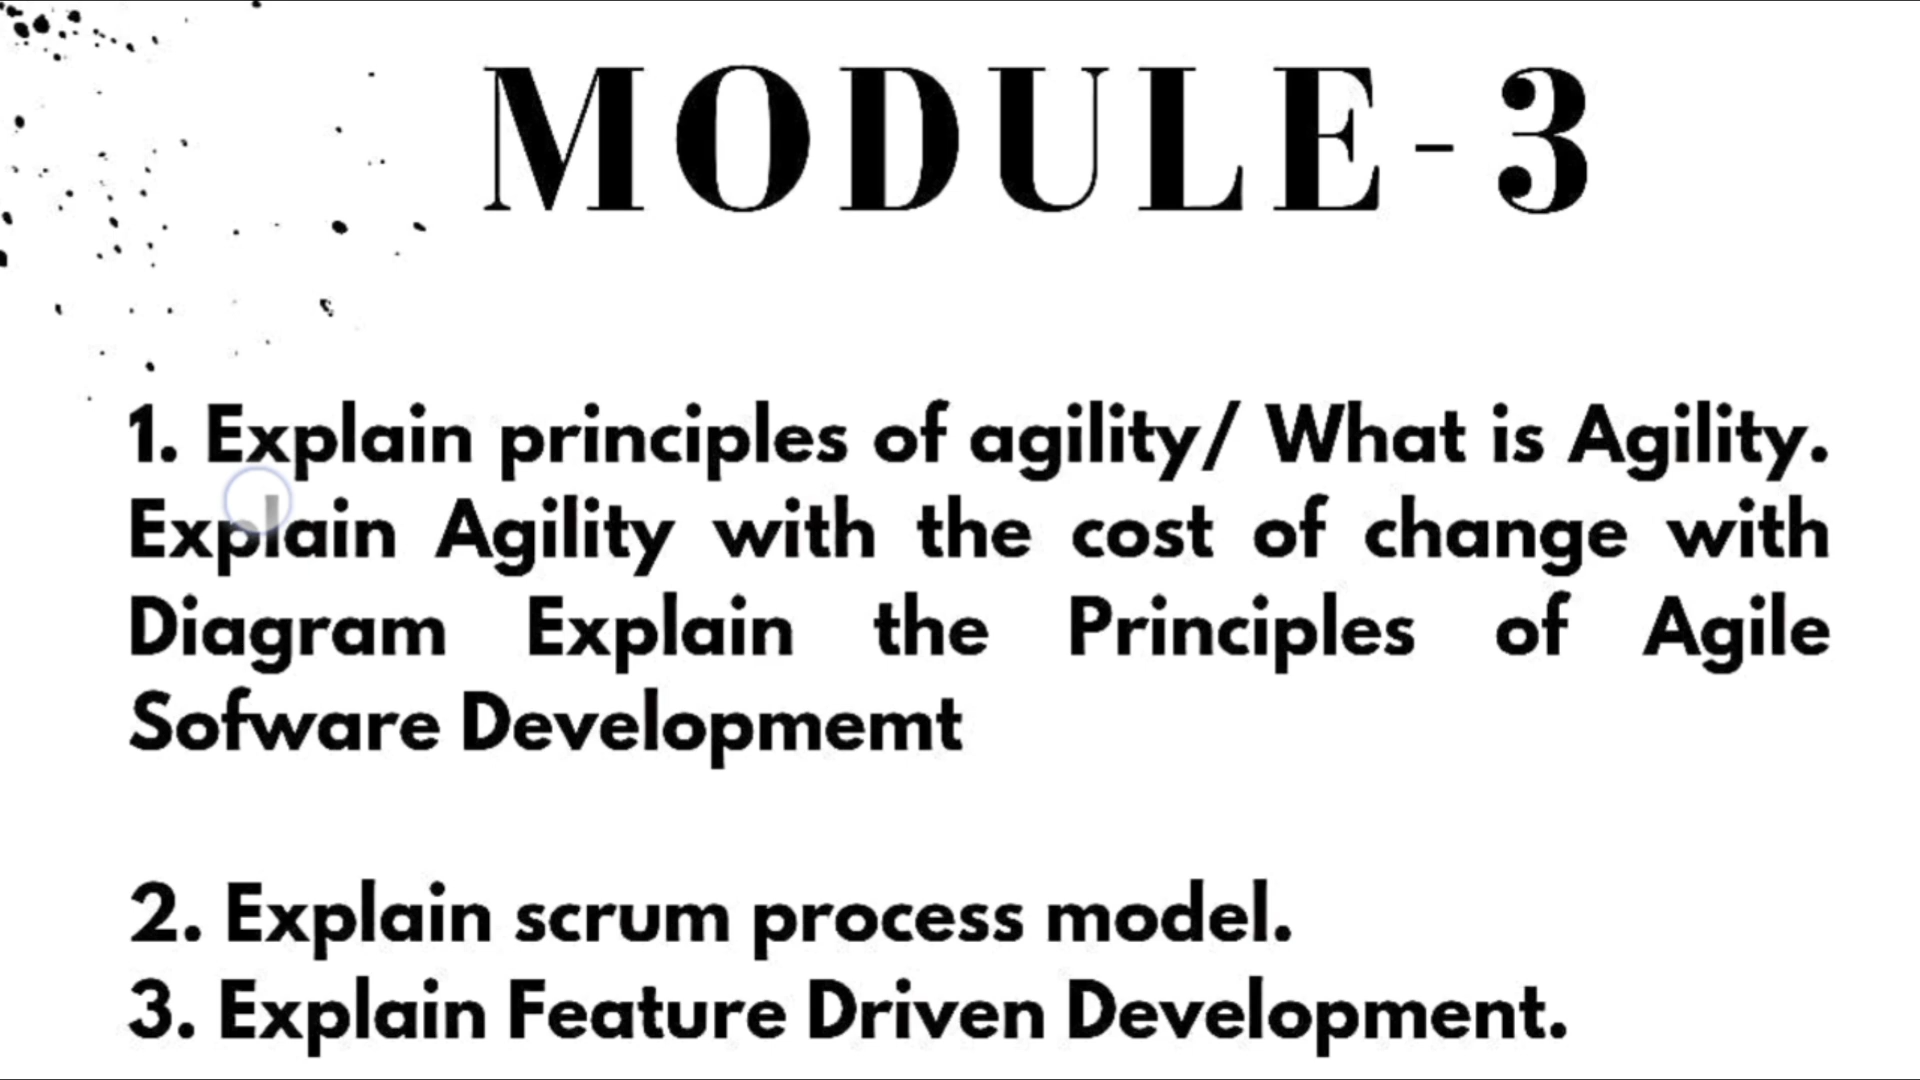 MODULE-3
1. Explain principles of agility/ What is Agility.
Explain Agility with the cost of change with
Diagram Explain the Principles of Agile
Sofware Developmemt
2. Explain scrum process model.
3. Explain Feature Driven Development.